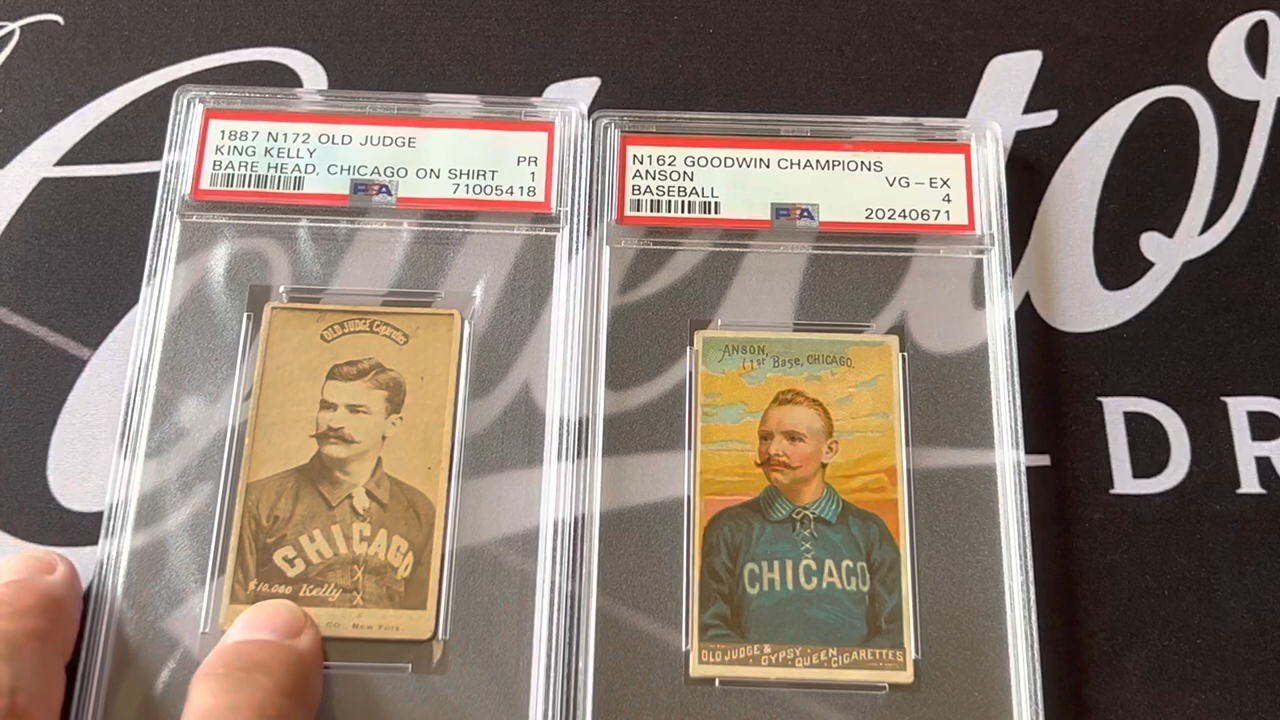 1887 N172 OLD JUDGE
KING KELLY
PR
BARE HEAD, CHICAGO ON SHIRT
1
PSA
71005418
OLD JUDGE Cigarettes
CHICAGO
$10,000 Kelly
CO., NEW YORK.
N162 GOODWIN CHAMPIONS
ANSON
VG-EX
BASEBALL
4
PSA
20240671
ANSON,
1st Base, CHICAGO.
CHICAGO
OLD JUDGE &
GYPSY QUEEN CIGARETTES
DR